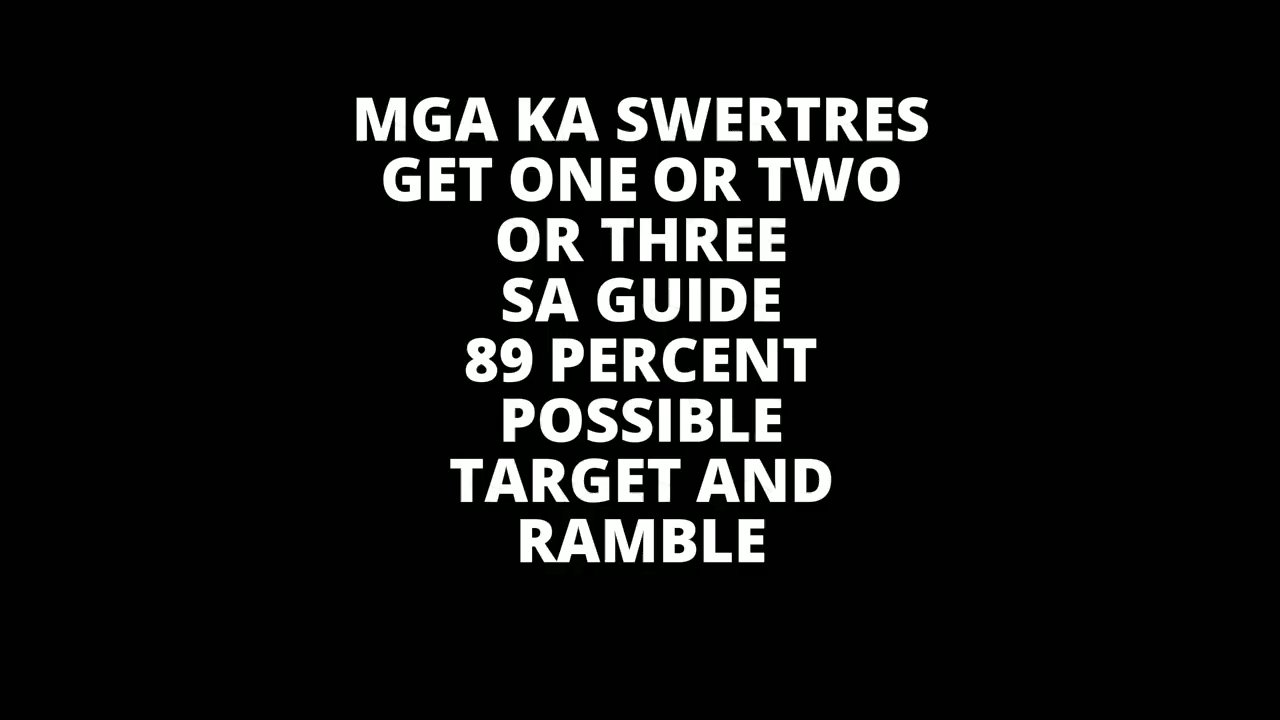 MGA KA SWERTRES
GET ONE OR TWO
OR THREE
SA GUIDE
89 PERCENT
POSSIBLE
TARGET AND
RAMBLE